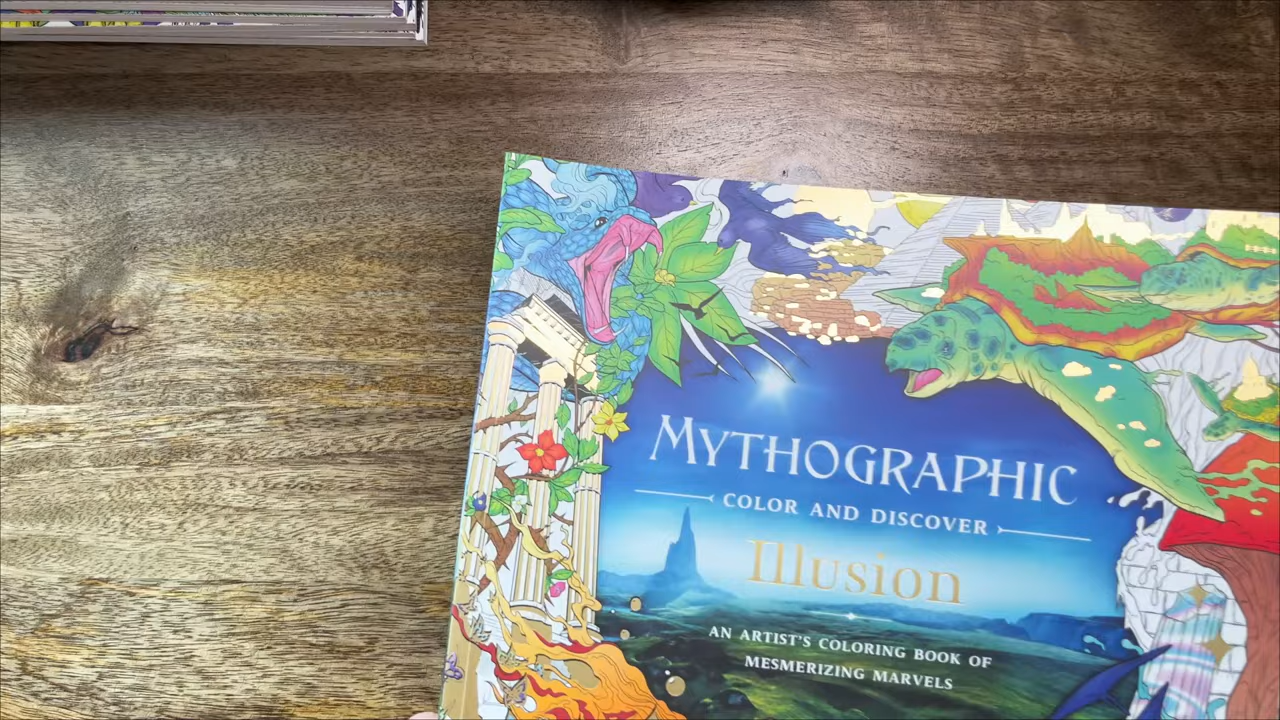 MYTHOGRAPHIC
COLOR AND DISCOVER
Illusion
AN ARTIST'S COLORING BOOK OF
MESMERIZING MARVELS